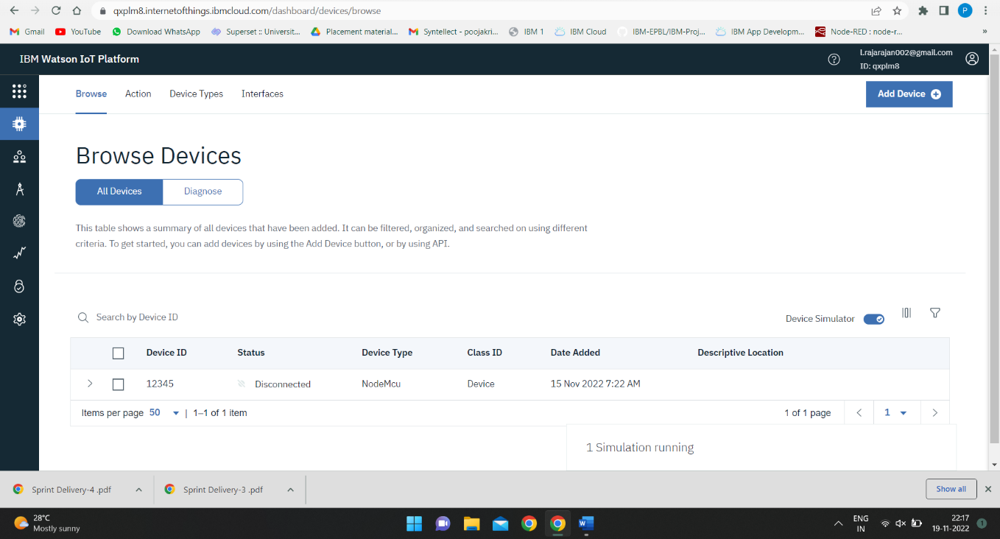 qxplm8.internetofthings.ibmcloud.com/dashboard/devices/browse
P
Gmail YouTube Download WhatsApp Superset :: Universit... Placement material... Syntellect - poojakri... IBM 1 IBM Cloud IBM-EPBL/IBM-Proj... IBM App Developm... Node-RED : node-r... »
IBM Watson IoT Platform
l.rajarajan002@gmail.com
ID: qxplm8
Browse Action Device Types Interfaces
Add Device
Browse Devices
All Devices Diagnose
This table shows a summary of all devices that have been added. It can be filtered, organized, and searched on using different
criteria. To get started, you can add devices by using the Add Device button, or by using API.
Search by Device ID
Device Simulator
Device ID Status Device Type Class ID Date Added Descriptive Location
12345 Disconnected NodeMcu Device 15 Nov 2022 7:22 AM
Items per page 50 | 1–1 of 1 item
1 of 1 page 1
1 Simulation running
Sprint Delivery-4 .pdf Sprint Delivery-3 .pdf Show all
28°C
Mostly sunny
ENG
IN
22:17
19-11-2022
1